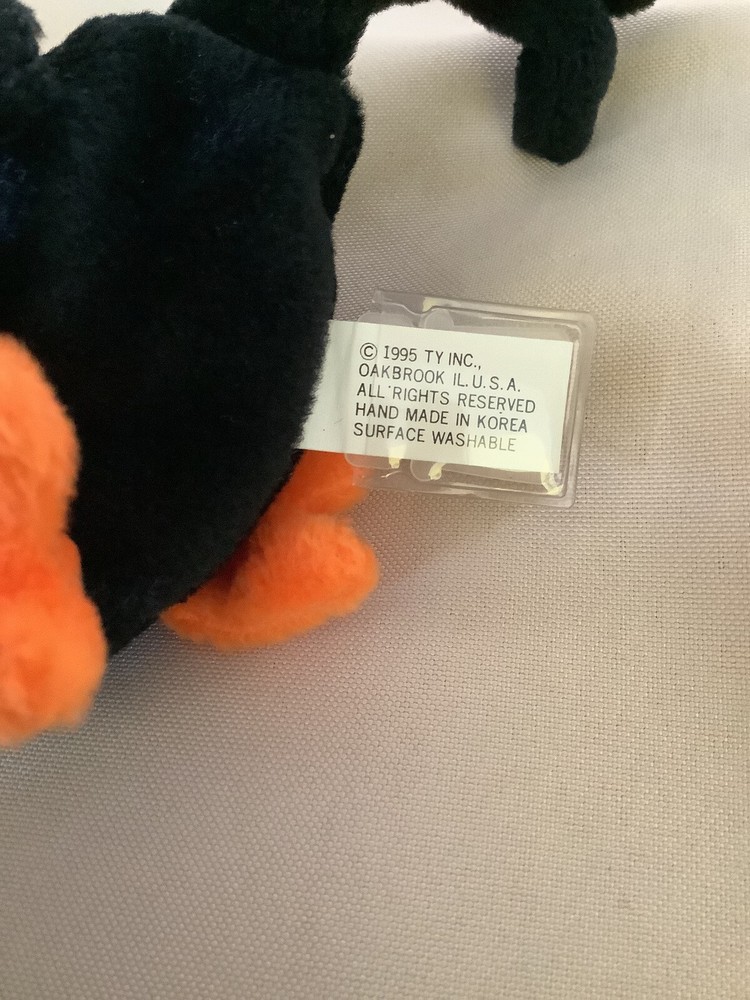 © 1995 TY INC.,
OAKBROOK IL. U.S.A.
ALL RIGHTS RESERVED
HAND MADE IN KOREA
SURFACE WASHABLE